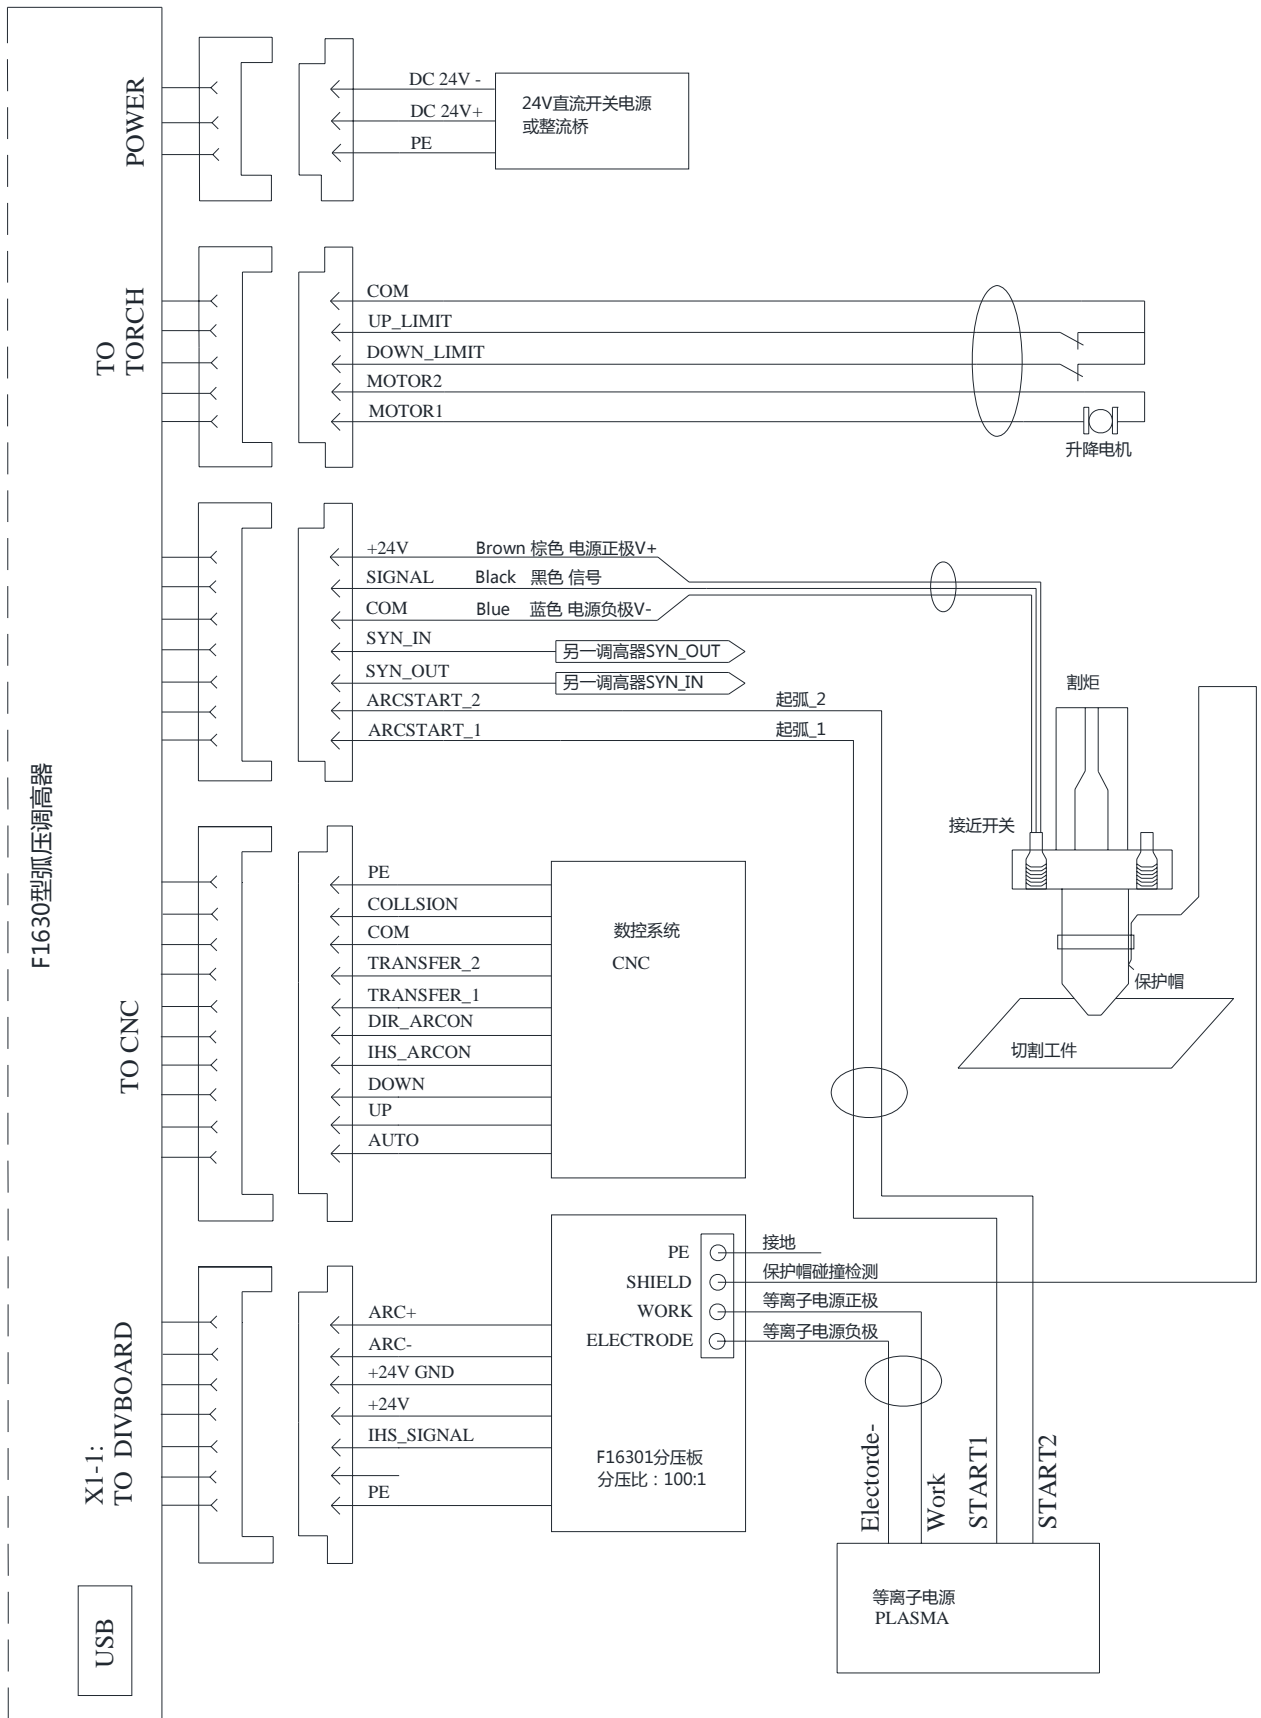 POWER
DC 24V -
DC 24V+
PE
24V直流开关电源
或整流桥
TO
TORCH
COM
UP_LIMIT
DOWN_LIMIT
MOTOR2
MOTOR1
升降电机
+24V
Brown 棕色 电源正极V+
SIGNAL
Black 黑色 信号
COM
Blue 蓝色 电源负极V-
SYN_IN
另一调高器SYN_OUT
SYN_OUT
另一调高器SYN_IN
ARCSTART_2
起弧_2
ARCSTART_1
起弧_1
割炬
接近开关
保护帽
切割工件
F1630型弧压调高器
TO CNC
PE
COLLSION
COM
TRANSFER_2
TRANSFER_1
DIR_ARCON
IHS_ARCON
DOWN
UP
AUTO
数控系统
CNC
X1-1:
TO DIVBOARD
ARC+
ARC-
+24V GND
+24V
IHS_SIGNAL
PE
PE
接地
SHIELD
保护帽碰撞检测
WORK
等离子电源正极
ELECTRODE
等离子电源负极
F16301分压板
分压比：100:1
Electorde-
Work
START1
START2
等离子电源
PLASMA
USB